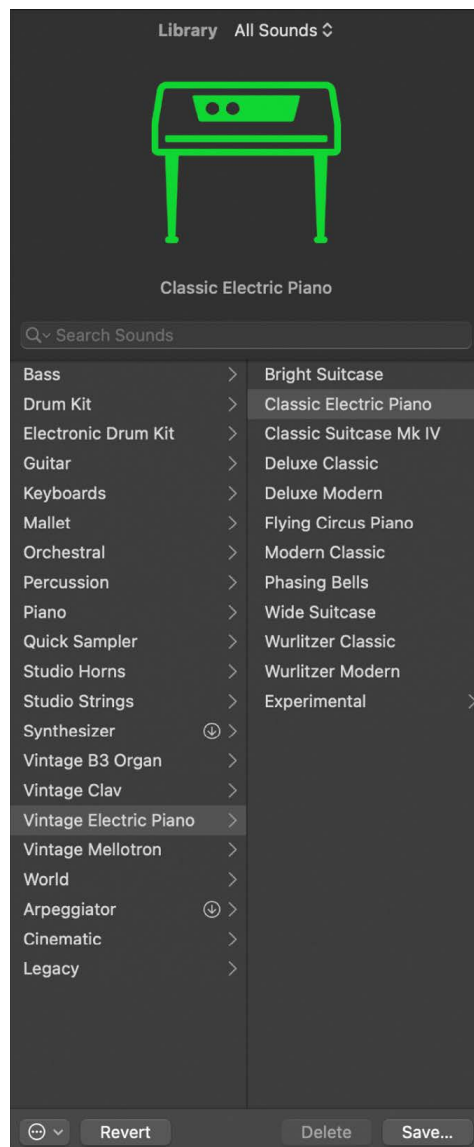 Library All Sounds
Classic Electric Piano
Search Sounds
Bass
Drum Kit
Electronic Drum Kit
Guitar
Keyboards
Mallet
Orchestral
Percussion
Piano
Quick Sampler
Studio Horns
Studio Strings
Synthesizer
Vintage B3 Organ
Vintage Clav
Vintage Electric Piano
Vintage Mellotron
World
Arpeggiator
Cinematic
Legacy
Bright Suitcase
Classic Electric Piano
Classic Suitcase Mk IV
Deluxe Classic
Deluxe Modern
Flying Circus Piano
Modern Classic
Phasing Bells
Wide Suitcase
Wurlitzer Classic
Wurlitzer Modern
Experimental
Revert Delete Save...